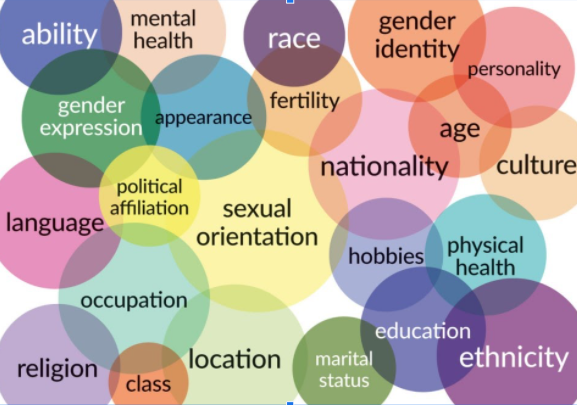 ability
mental
health
race
gender
identity
personality
gender
expression
appearance
fertility
age
nationality
culture
language
political
affiliation
sexual
orientation
hobbies
physical
health
occupation
education
religion
class
location
marital
status
ethnicity